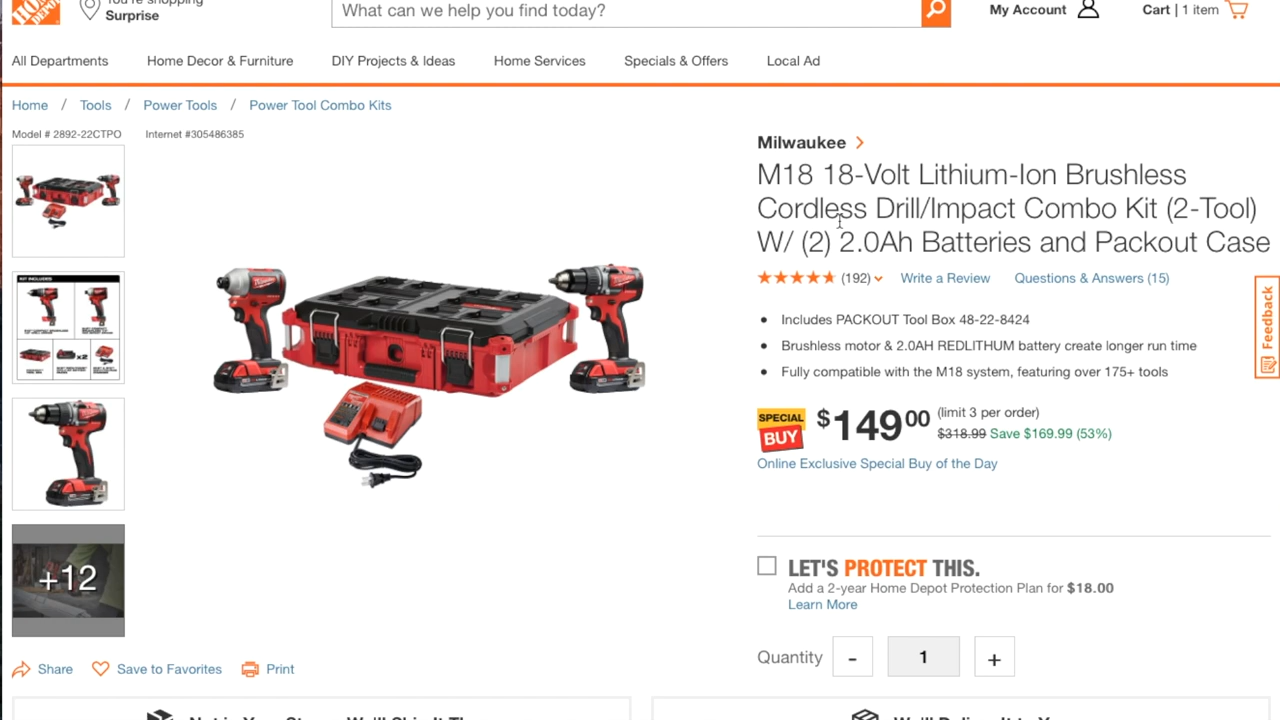 You're shopping
Surprise
What can we help you find today?
My Account
Cart | 1 item
All Departments
Home Decor & Furniture
DIY Projects & Ideas
Home Services
Specials & Offers
Local Ad
Home / Tools / Power Tools / Power Tool Combo Kits
Model # 2892-22CTPO
Internet #305486385
Milwaukee
M18 18-Volt Lithium-Ion Brushless
Cordless Drill/Impact Combo Kit (2-Tool)
W/ (2) 2.0Ah Batteries and Packout Case
(192)
Write a Review
Questions & Answers (15)
Feedback
• Includes PACKOUT Tool Box 48-22-8424
• Brushless motor & 2.0AH REDLITHUM battery create longer run time
• Fully compatible with the M18 system, featuring over 175+ tools
SPECIAL
BUY
$14900
(limit 3 per order)
$318.99 Save $169.99 (53%)
Online Exclusive Special Buy of the Day
LET'S PROTECT THIS.
Add a 2-year Home Depot Protection Plan for $18.00
Learn More
+12
Quantity
-
1
+
Share
Save to Favorites
Print